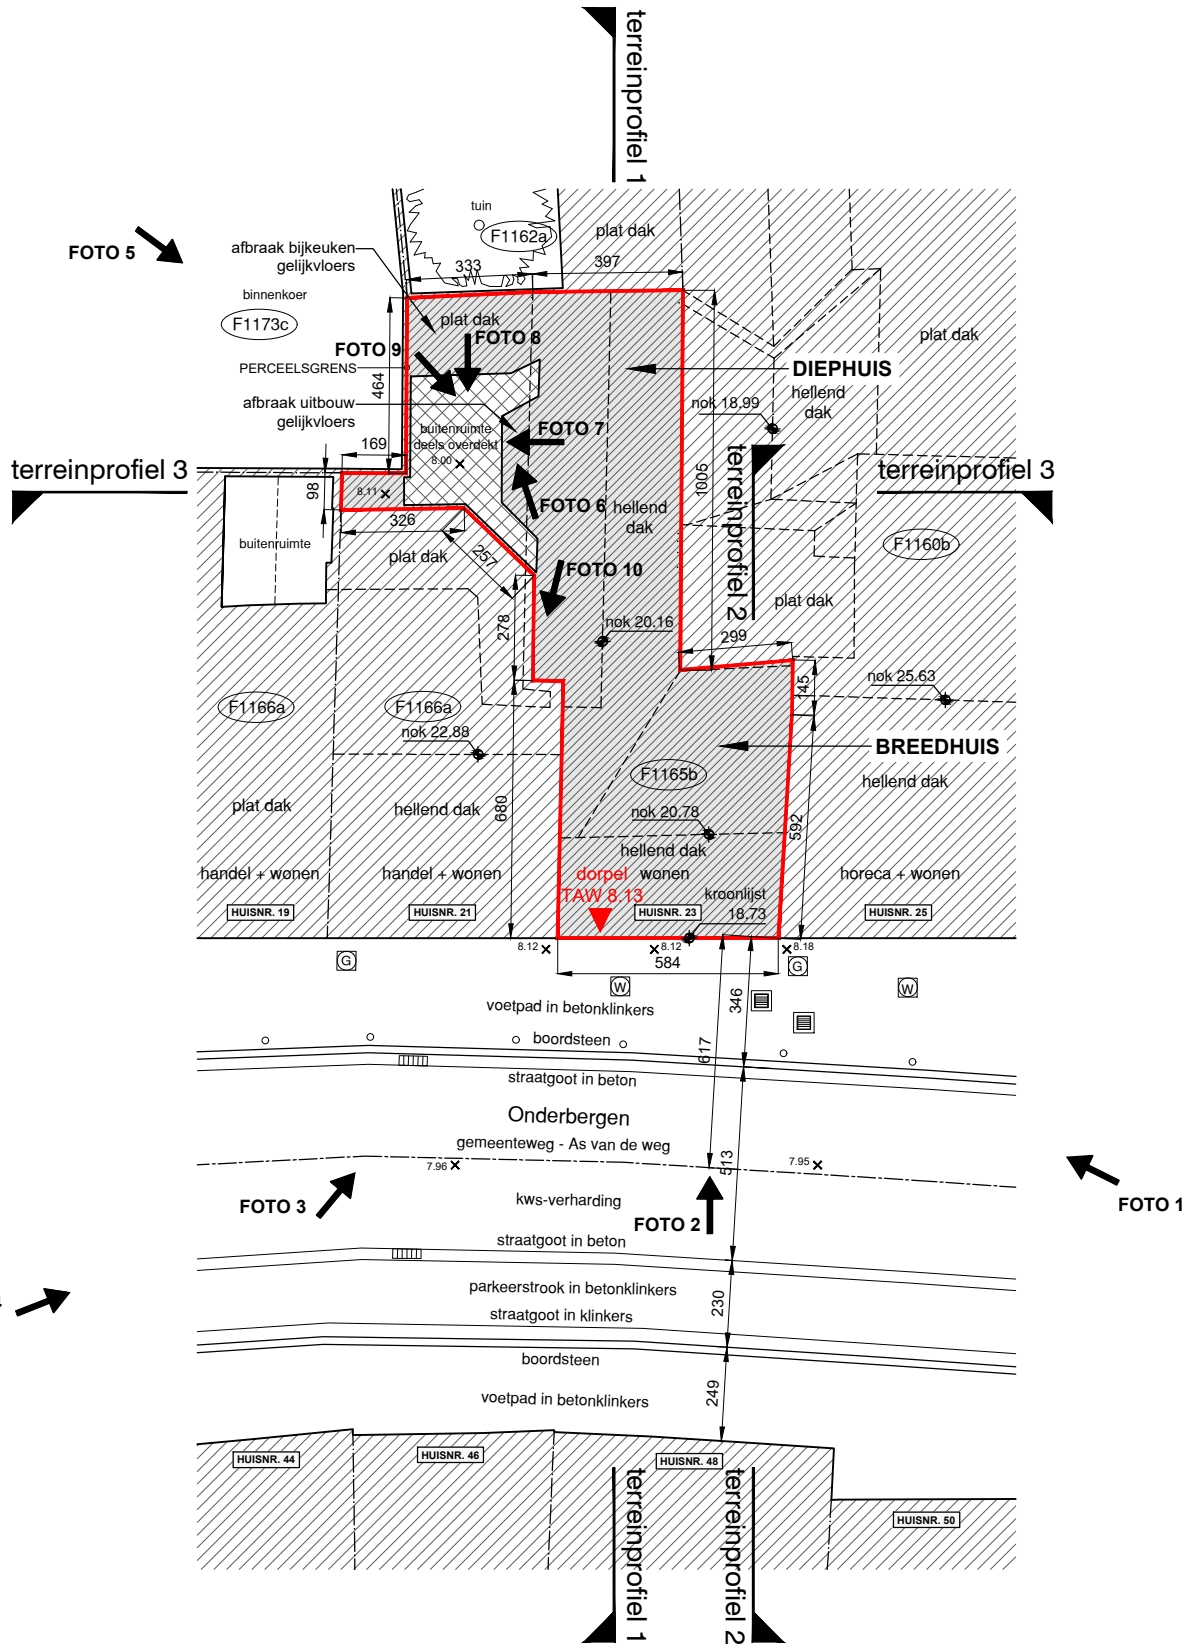 terreinprofiel 1
tuin
F1162a
plat dak
FOTO 5
afbraak bijkeuken
gelijkvloers
333
397
binnenkoer
F1173c
plat dak
FOTO 8
FOTO 9
plat dak
PERCEELSGRENS
464
DIEPHUIS
hellend
dak
nok 18.99
afbraak uitbouw
gelijkvloers
buitenruimte
deels overdekt
8.00
FOTO 7
169
terreinprofiel 3
98
8.11
1005
terreinprofiel 2
terreinprofiel 3
FOTO 6
hellend
dak
326
buitenruimte
plat dak
257
F1160b
FOTO 10
plat dak
278
nok 20.16
299
145
nok 25.63
F1166a
F1166a
nok 22.88
BREEDHUIS
F1165b
hellend dak
plat dak
hellend dak
680
nok 20.78
592
hellend dak
handel + wonen
handel + wonen
dorpel
TAW 8.13
wonen
kroonlijst
18.73
horeca + wonen
HUISNR. 19
HUISNR. 21
HUISNR. 23
HUISNR. 25
8.12
8.12
8.18
G
584
G
W
W
346
voetpad in betonklinkers
boordsteen
617
straatgoot in beton
Onderbergen
gemeenteweg - As van de weg
513
7.96
7.95
FOTO 3
kws-verharding
FOTO 2
FOTO 1
straatgoot in beton
parkeerstrook in betonklinkers
230
straatgoot in klinkers
boordsteen
249
voetpad in betonklinkers
HUISNR. 44
HUISNR. 46
HUISNR. 48
HUISNR. 50
terreinprofiel 1
terreinprofiel 2